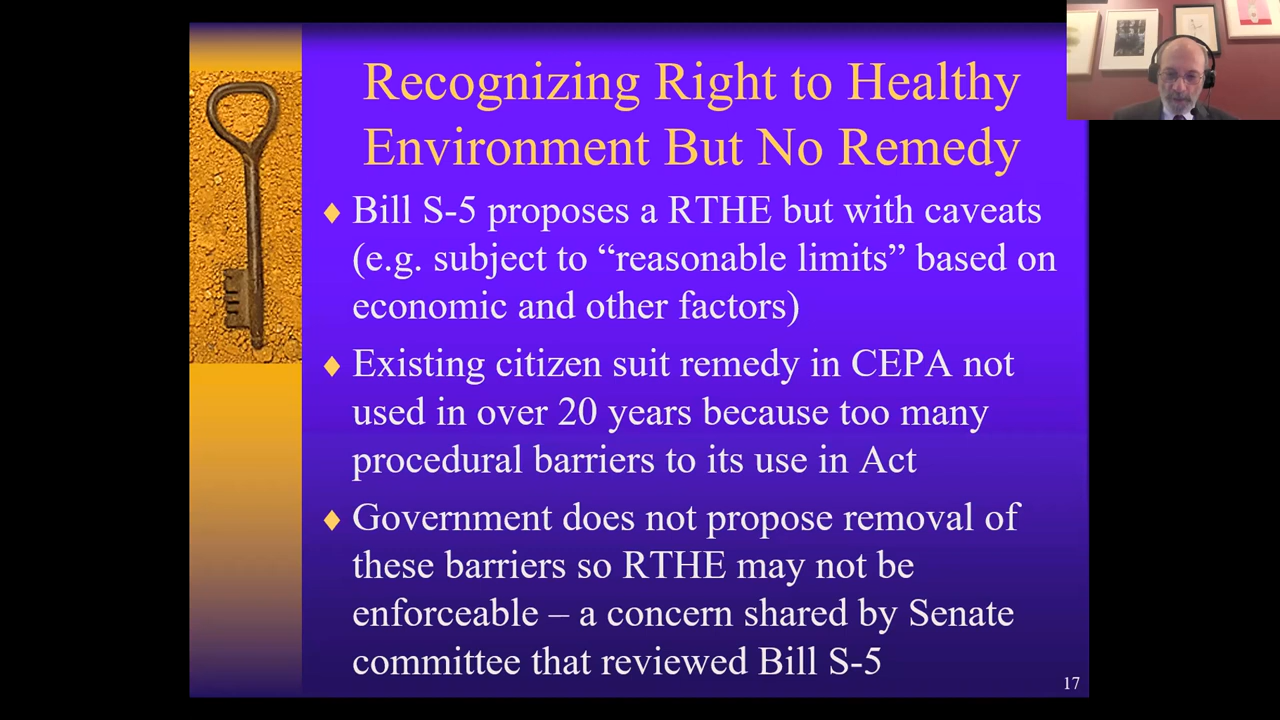 Recognizing Right to Healthy
Environment But No Remedy
Bill S-5 proposes a RTHE but with caveats
(e.g. subject to “reasonable limits” based on
economic and other factors)
Existing citizen suit remedy in CEPA not
used in over 20 years because too many
procedural barriers to its use in Act
Government does not propose removal of
these barriers so RTHE may not be
enforceable – a concern shared by Senate
committee that reviewed Bill S-5
17